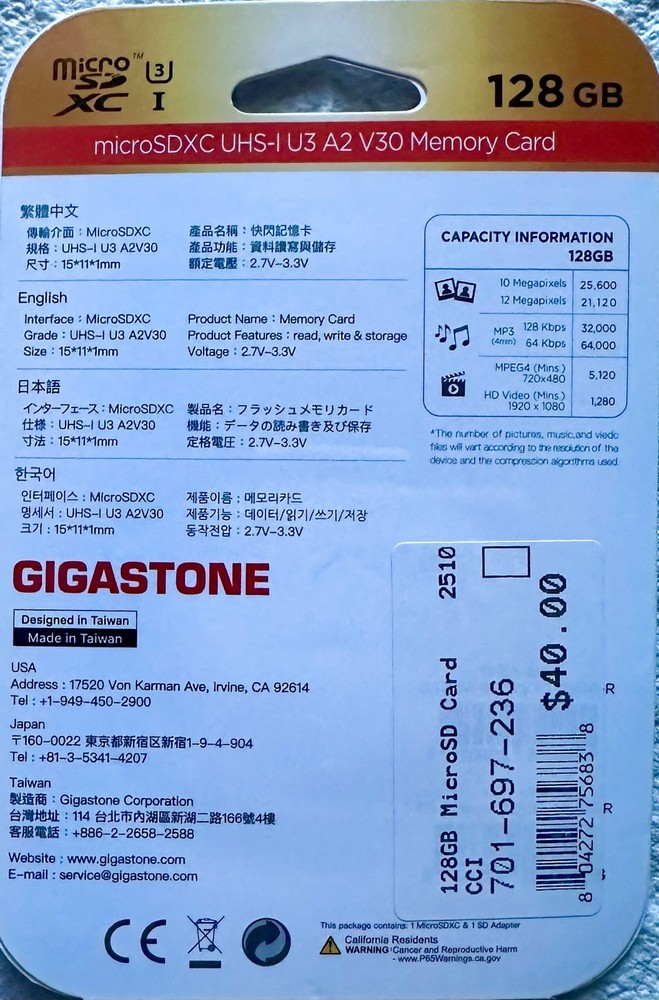 micro SD XC ™ 3 I
128 GB
microSDXC UHS-I U3 A2 V30 Memory Card
繁體中文
傳輸介面：MicroSDXC 產品名稱：快閃記憶卡
規格：UHS-I U3 A2V30 產品功能：資料讀寫與儲存
尺寸：15*11*1mm 額定電壓：2.7V-3.3V
English
Interface : MicroSDXC Product Name : Memory Card
Grade : UHS-I U3 A2V30 Product Features : read, write & storage
Size : 15*11*1mm Voltage : 2.7V-3.3V
日本語
インターフェース：MicroSDXC 製品名：フラッシュメモリカード
仕様：UHS-I U3 A2V30 機能：データの読み書き及び保存
寸法：15*11*1mm 定格電圧：2.7V-3.3V
한국어
인터페이스 : MicroSDXC 제품이름 : 메모리카드
명세서 : UHS-I U3 A2V30 제품기능 : 데이터/읽기/쓰기/저장
크기 : 15*11*1mm 동작전압 : 2.7V-3.3V
CAPACITY INFORMATION
128GB
10 Megapixels 25,600
12 Megapixels 21,120
MP3 (4min) 128 Kbps 32,000
64 Kbps 64,000
MPEG4 (Mins.) 720x480 5,120
HD Video (Mins.) 1920 x 1080 1,280
*The number of pictures, music,and viedo
files will vart according to the resolution of the
device and the compression algorithms used.
GIGASTONE
Designed in Taiwan
Made in Taiwan
USA
Address : 17520 Von Karman Ave, Irvine, CA 92614
Tel : +1-949-450-2900
Japan
〒160-0022 東京都新宿区新宿1-9-4-904
Tel : +81-3-5341-4207
Taiwan
製造商：Gigastone Corporation
台灣地址：114 台北市內湖區新湖二路166號4樓
客服電話：+886-2-2658-2588
Website : www.gigastone.com
E-mail : service@gigastone.com
128GB MicroSD Card 2510
CCI
701-697-236
$40.00
8 04272 75683 8
R
R
CE
This package contains: 1 MicroSDXC & 1 SD Adapter
California Residents
WARNING:Cancer and Reproductive Harm
- www.P65Warnings.ca.gov